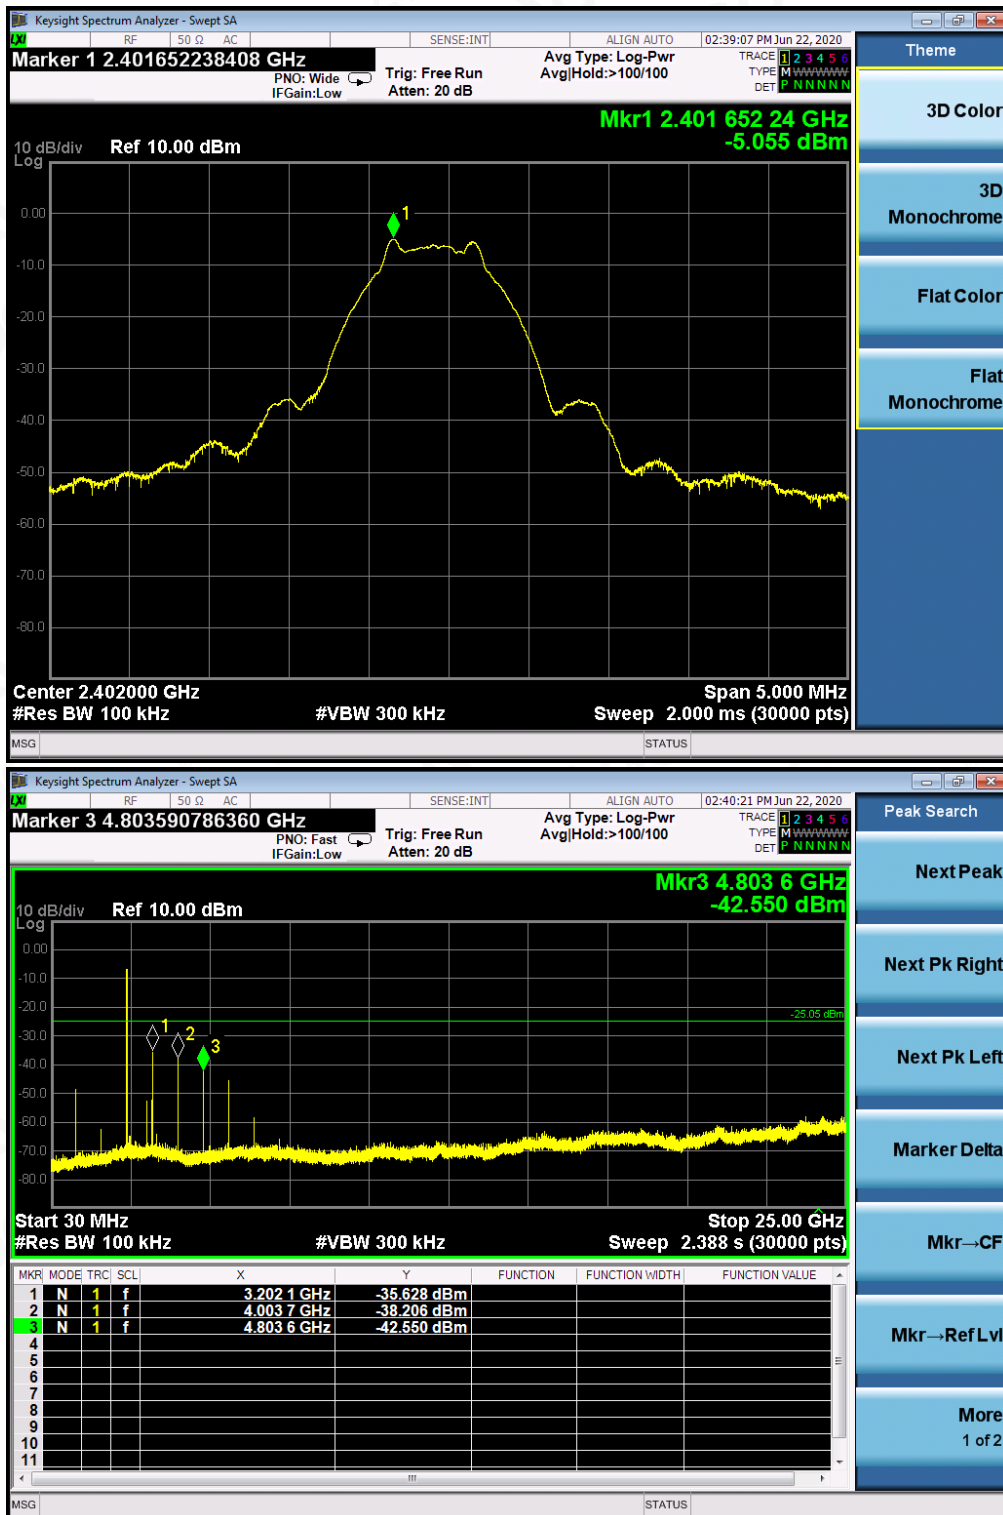 Keysight Spectrum Analyzer - Swept SA
LXI RF 50 Ω AC SENSE:INT ALIGN AUTO 02:39:07 PM Jun 22, 2020
Marker 1 2.401652238408 GHz
PNO: Wide
IFGain:Low
Trig: Free Run
Atten: 20 dB
Avg Type: Log-Pwr
Avg|Hold:>100/100
TRACE 1 2 3 4 5 6
TYPE M WWWWW
DET P N N N N N
Mkr1 2.401 652 24 GHz
-5.055 dBm
10 dB/div Ref 10.00 dBm
Log
1
0.00
-10.0
-20.0
-30.0
-40.0
-50.0
-60.0
-70.0
-80.0
Center 2.402000 GHz Span 5.000 MHz
#Res BW 100 kHz #VBW 300 kHz Sweep 2.000 ms (30000 pts)
MSG STATUS
Theme
3D Color
3D
Monochrome
Flat Color
Flat
Monochrome
Keysight Spectrum Analyzer - Swept SA
LXI RF 50 Ω AC SENSE:INT ALIGN AUTO 02:40:21 PM Jun 22, 2020
Marker 3 4.803590786360 GHz
PNO: Fast
IFGain:Low
Trig: Free Run
Atten: 20 dB
Avg Type: Log-Pwr
Avg|Hold:>100/100
TRACE 1 2 3 4 5 6
TYPE M WWWWW
DET P N N N N N
Mkr3 4.803 6 GHz
-42.550 dBm
10 dB/div Ref 10.00 dBm
Log
0.00
-10.0
-20.0
-25.05 dBm
1
2
3
-30.0
-40.0
-50.0
-60.0
-70.0
-80.0
Start 30 MHz Stop 25.00 GHz
#Res BW 100 kHz #VBW 300 kHz Sweep 2.388 s (30000 pts)
MKR MODE TRC SCL X Y FUNCTION FUNCTION WIDTH FUNCTION VALUE
1 N 1 f 3.202 1 GHz -35.628 dBm
2 N 1 f 4.003 7 GHz -38.206 dBm
3 N 1 f 4.803 6 GHz -42.550 dBm
4
5
6
7
8
9
10
11
MSG STATUS
Peak Search
Next Peak
Next Pk Right
Next Pk Left
Marker Delta
Mkr→CF
Mkr→Ref Lvl
More
1 of 2